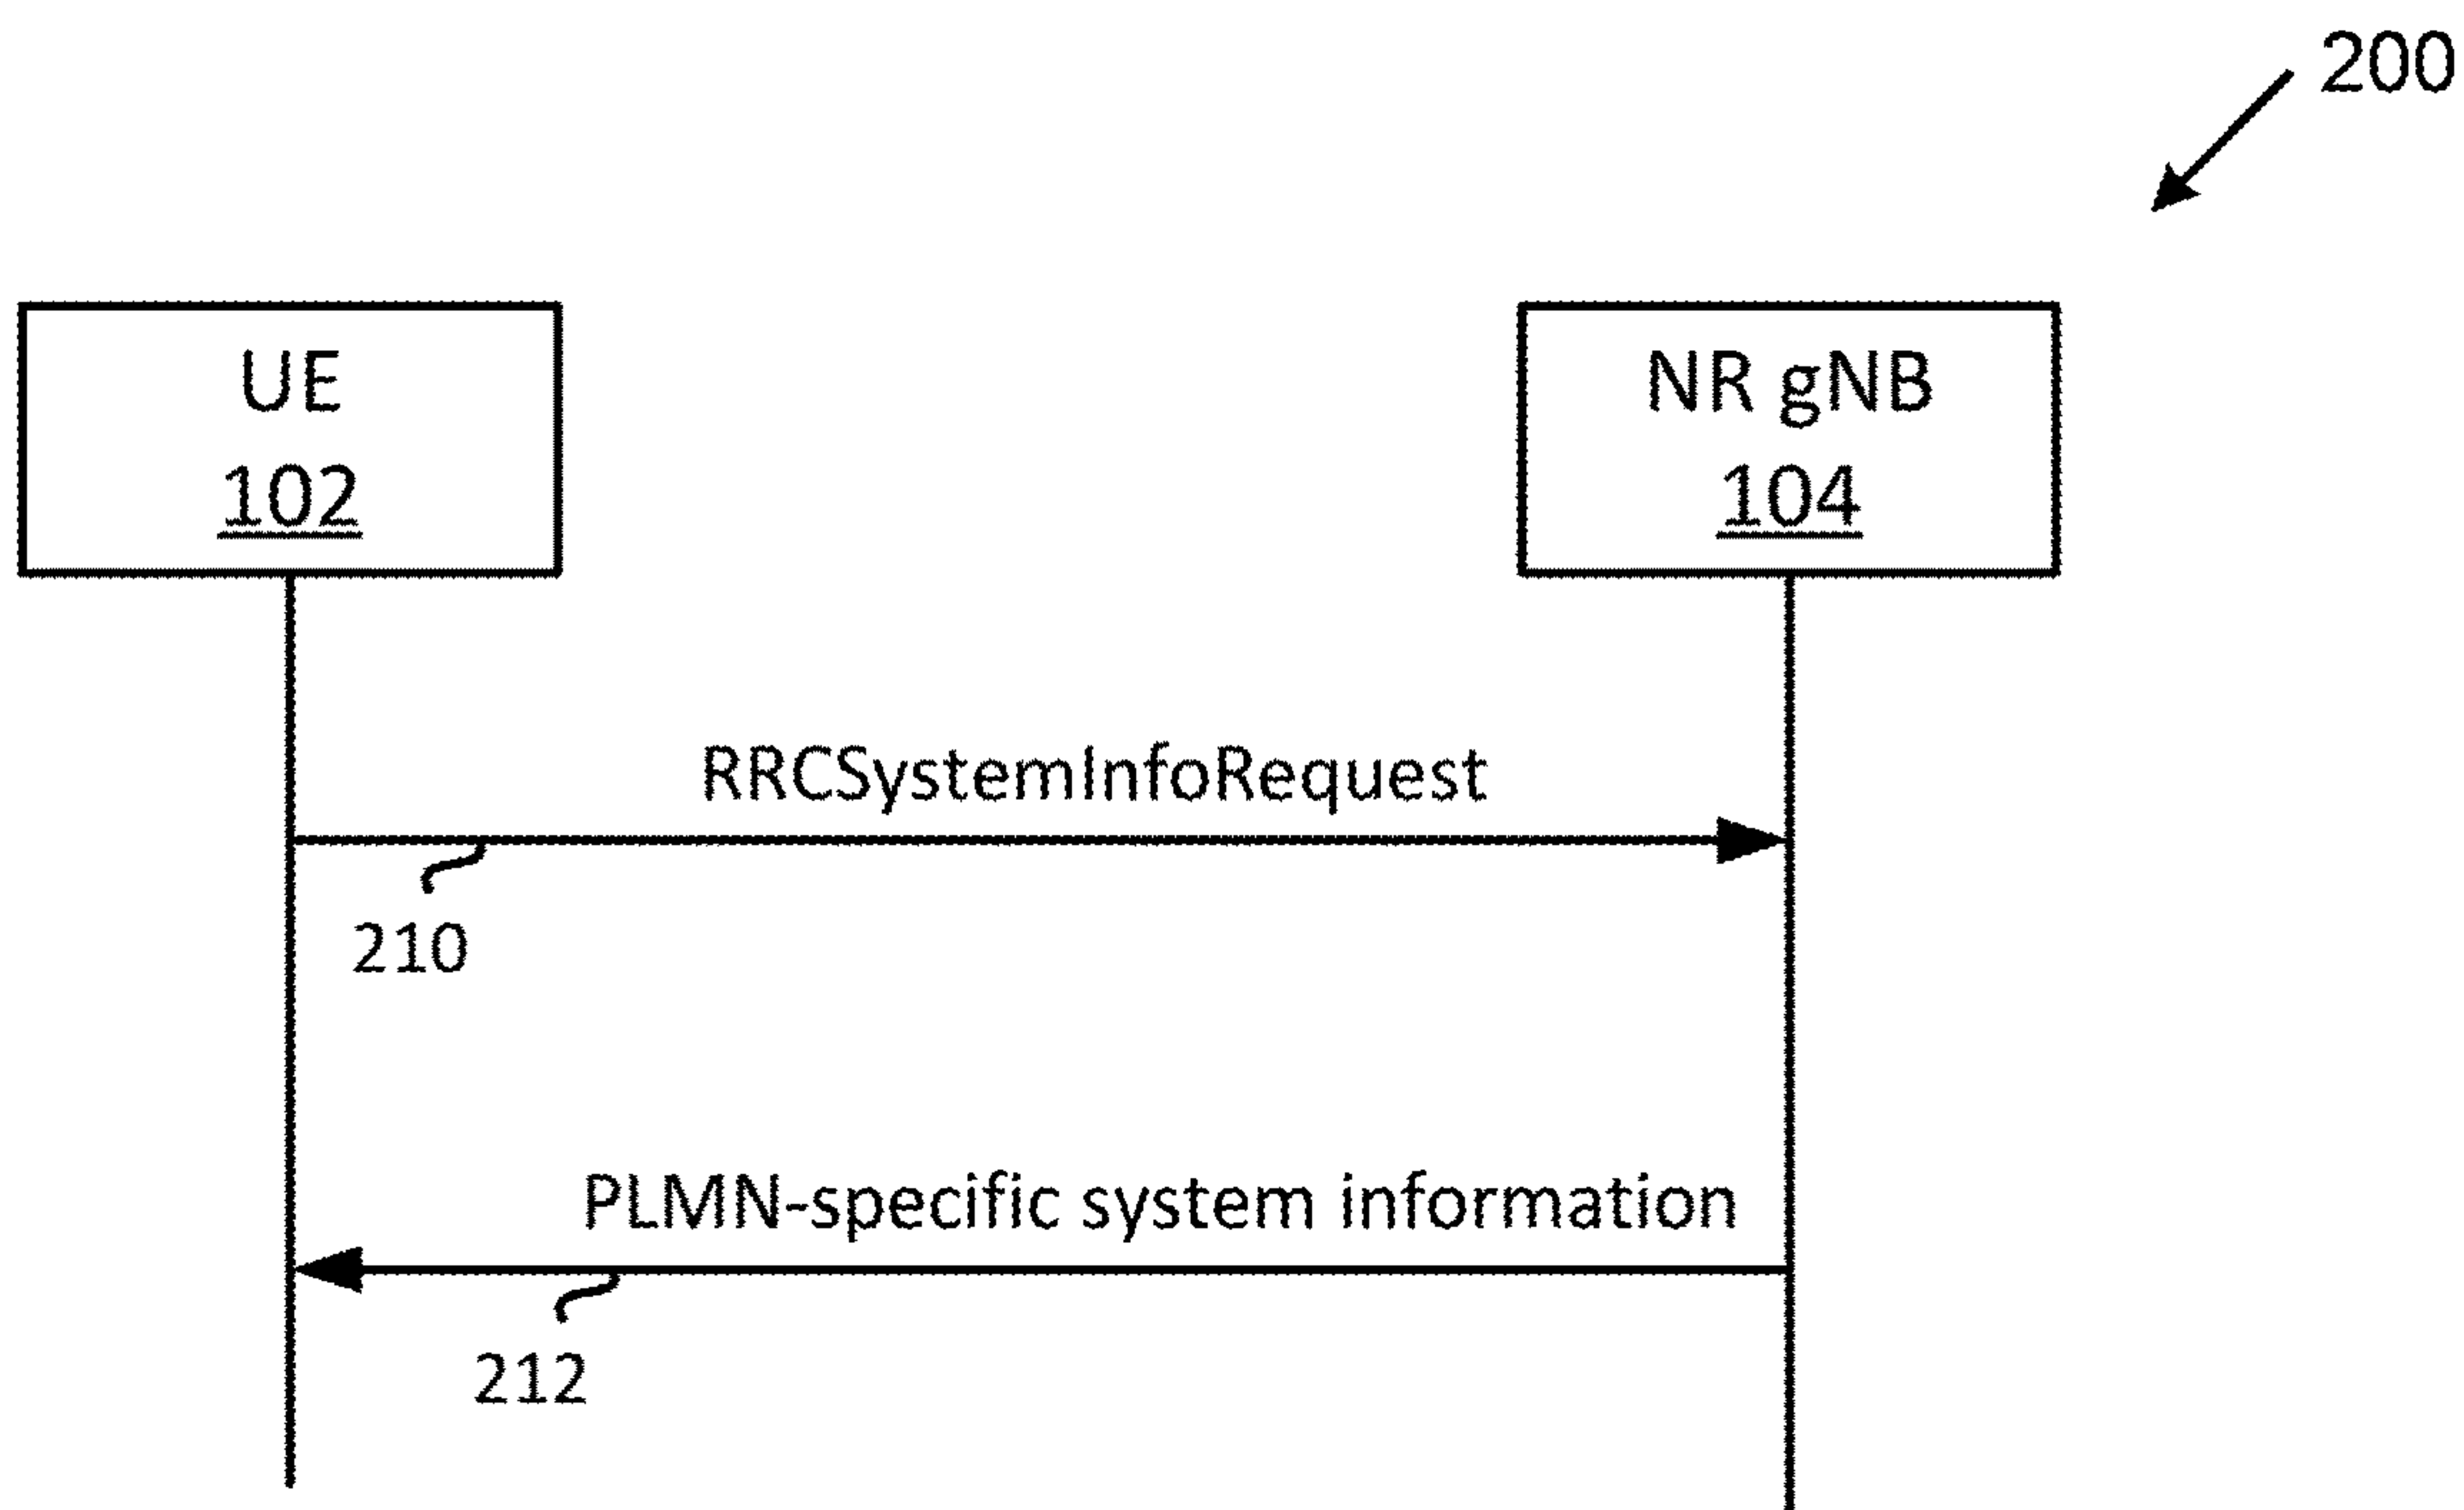 200
UE
102
NR gNB
104
RRCSystemInfoRequest
210
PLMN-specific system information
212